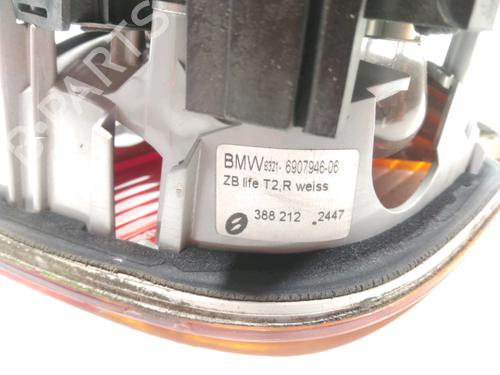 BMW 6321- 6907946-06
ZB life T2,R weiss
388 212 . 2447
B-PARTS